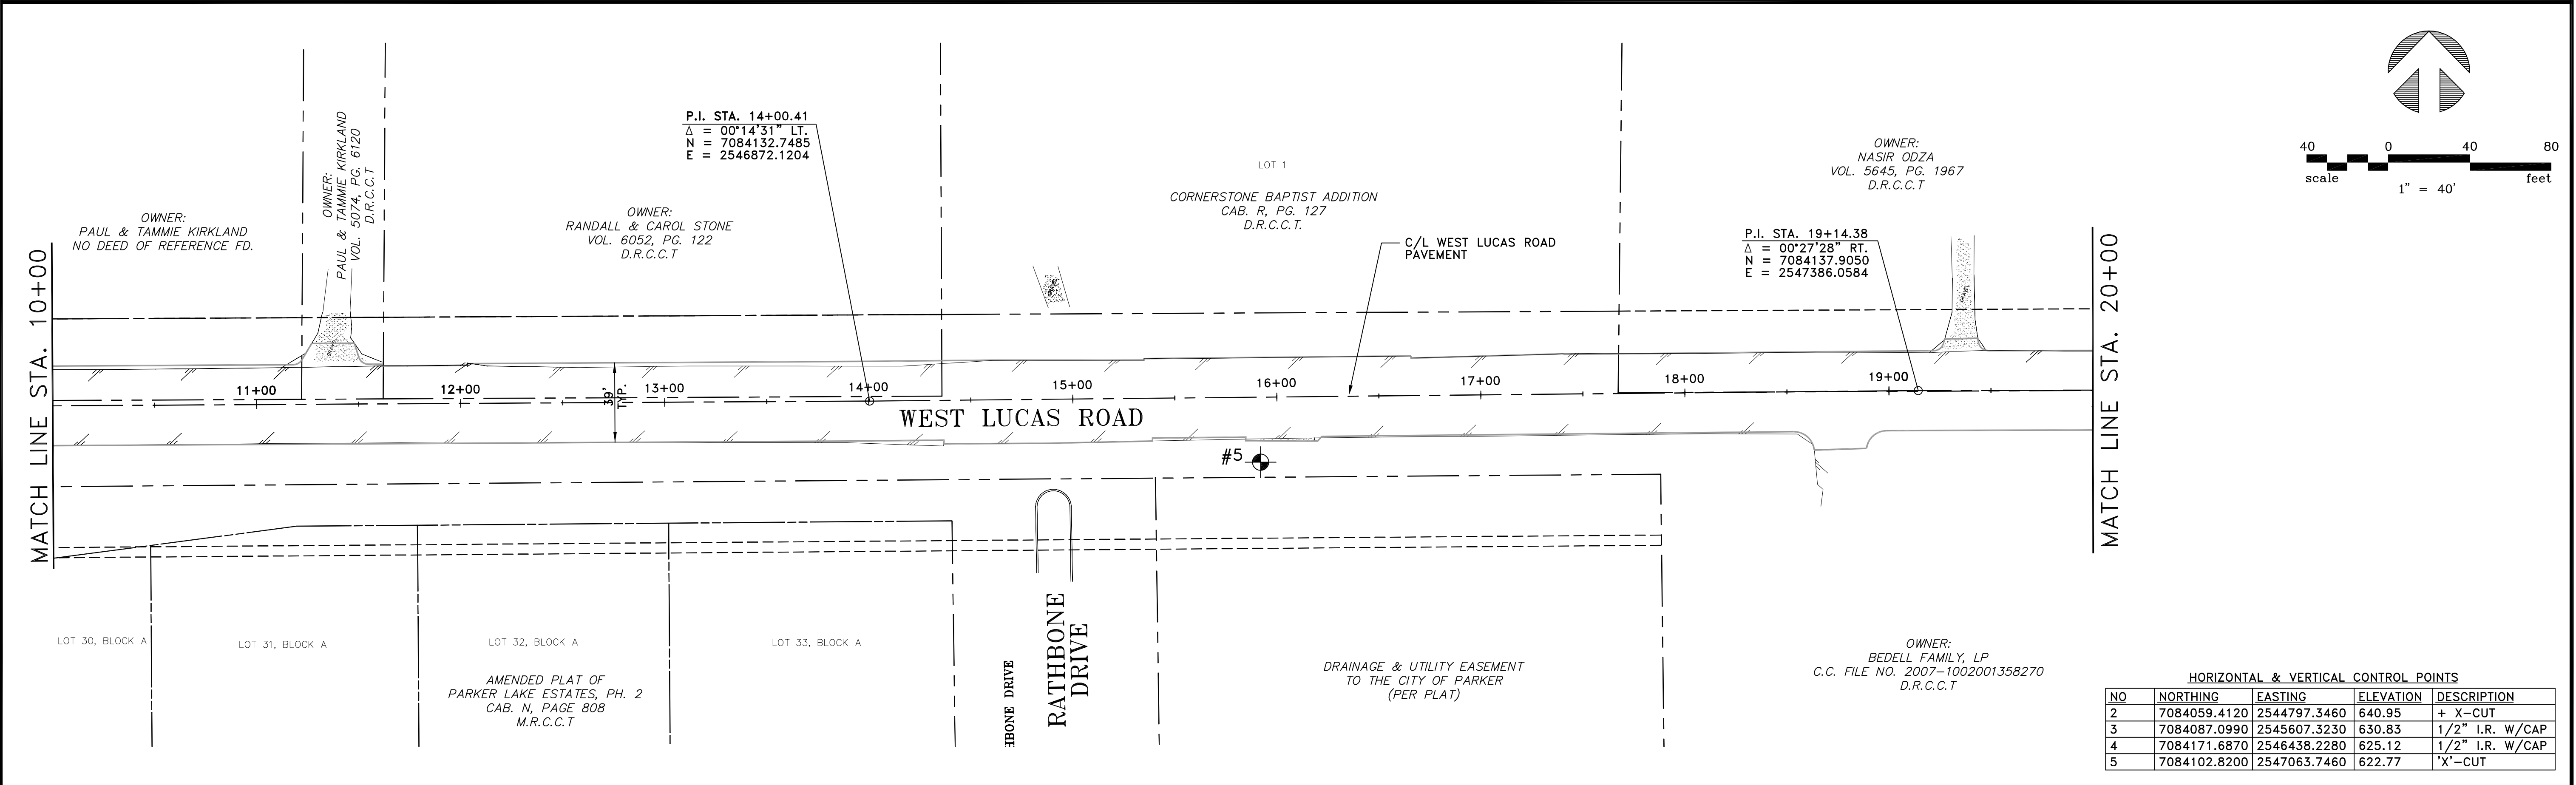 P.I. STA. 14+00.41
Δ = 00°14'31" LT.
N = 7084132.7485
E = 2546872.1204
OWNER:
PAUL & TAMMIE KIRKLAND
VOL. 5074, PG. 6120
D.R.C.C.T
OWNER:
PAUL & TAMMIE KIRKLAND
NO DEED OF REFERENCE FD.
OWNER:
RANDALL & CAROL STONE
VOL. 6052, PG. 122
D.R.C.C.T
LOT 1
CORNERSTONE BAPTIST ADDITION
CAB. R, PG. 127
D.R.C.C.T.
C/L WEST LUCAS ROAD
PAVEMENT
OWNER:
NASIR ODZA
VOL. 5645, PG. 1967
D.R.C.C.T
P.I. STA. 19+14.38
Δ = 00°27'28" RT.
N = 7084137.9050
E = 2547386.0584
40 0 40 80
scale feet
1" = 40'
MATCH LINE STA. 10+00
MATCH LINE STA. 20+00
GRAVEL
GRAVEL
GRAVEL
11+00 12+00 13+00 14+00 15+00 16+00 17+00 18+00 19+00
39'
TYP.
WEST LUCAS ROAD
#5
LOT 30, BLOCK A
LOT 31, BLOCK A
LOT 32, BLOCK A
LOT 33, BLOCK A
AMENDED PLAT OF
PARKER LAKE ESTATES, PH. 2
CAB. N, PAGE 808
M.R.C.C.T
HBONE DRIVE
RATHBONE
DRIVE
DRAINAGE & UTILITY EASEMENT
TO THE CITY OF PARKER
(PER PLAT)
OWNER:
BEDELL FAMILY, LP
C.C. FILE NO. 2007-1002001358270
D.R.C.C.T
HORIZONTAL & VERTICAL CONTROL POINTS
NO NORTHING EASTING ELEVATION DESCRIPTION
2 7084059.4120 2544797.3460 640.95 + X-CUT
3 7084087.0990 2545607.3230 630.83 1/2" I.R. W/CAP
4 7084171.6870 2546438.2280 625.12 1/2" I.R. W/CAP
5 7084102.8200 2547063.7460 622.77 'X'-CUT